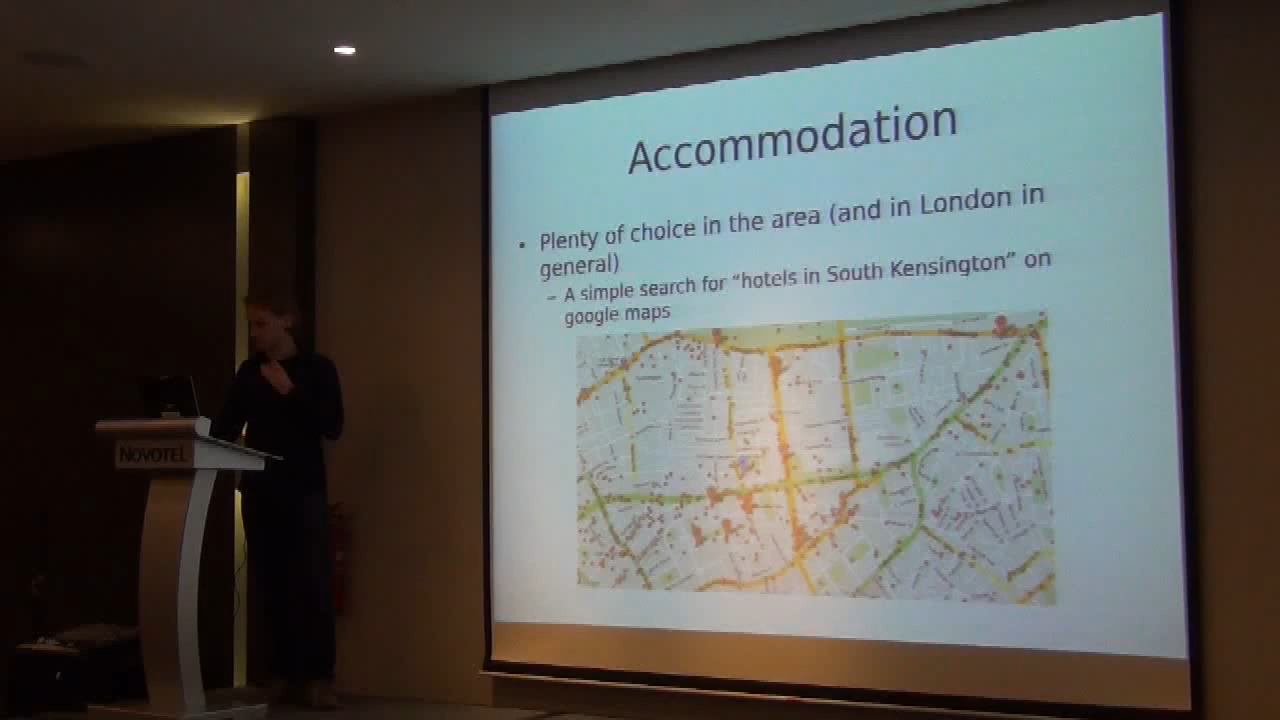 Accommodation
• Plenty of choice in the area (and in London in
general)
– A simple search for “hotels in South Kensington” on
google maps
NOVOTEL